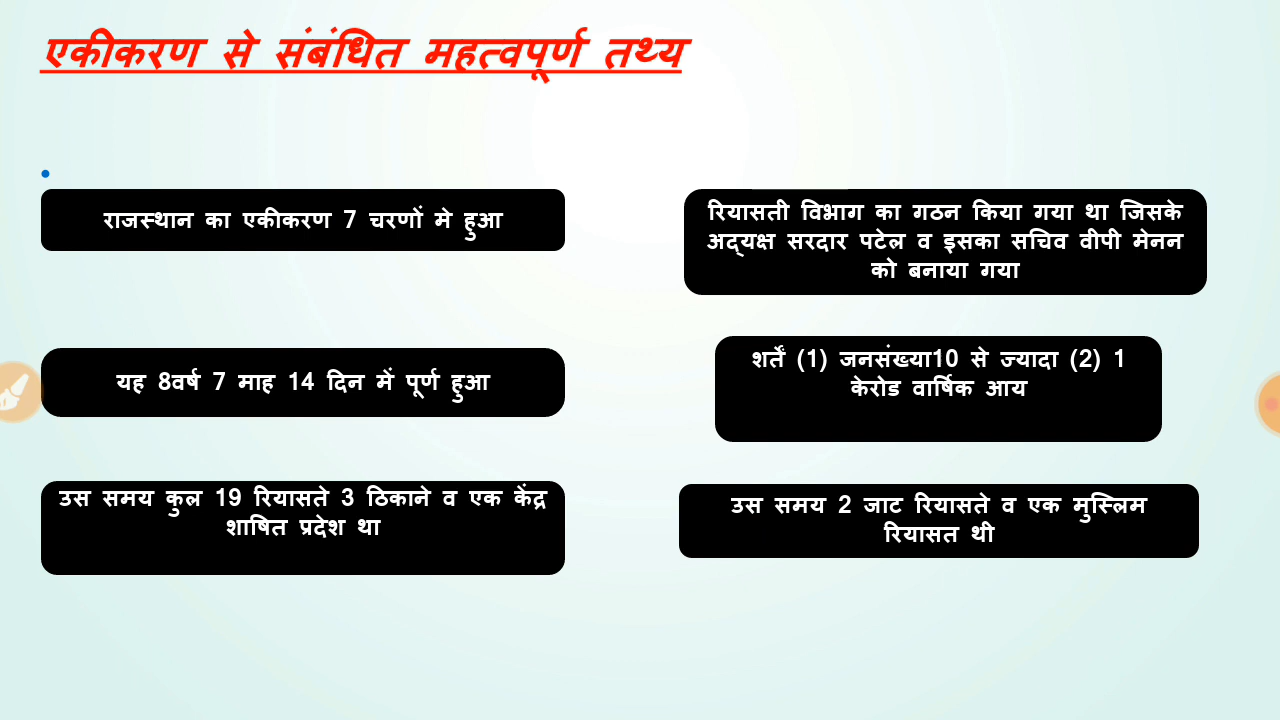 एकीकरण से संबंधित महत्वपूर्ण तथ्य
राजस्थान का एकीकरण 7 चरणों मे हुआ
यह 8वर्ष 7 माह 14 दिन में पूर्ण हुआ
उस समय कुल 19 रियासते 3 ठिकाने व एक केंद्र
शाषित प्रदेश था
रियासती विभाग का गठन किया गया था जिसके
अद्यक्ष सरदार पटेल व इसका सचिव वीपी मेनन
को बनाया गया
शर्तें (1) जनसंख्या10 से ज्यादा (2) 1
केरोड वार्षिक आय
उस समय 2 जाट रियासते व एक मुस्लिम
रियासत थी